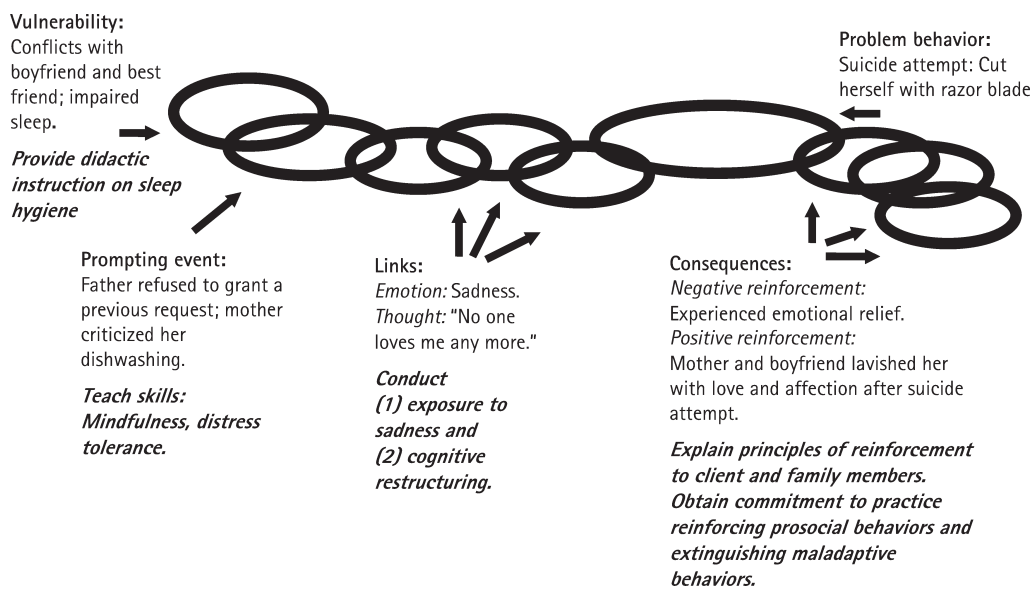 Vulnerability:
Conflicts with
boyfriend and best
friend; impaired
sleep.
Provide didactic
instruction on sleep
hygiene
Prompting event:
Father refused to grant a
previous request; mother
criticized her
dishwashing.
Teach skills:
Mindfulness, distress
tolerance.
Links:
Emotion: Sadness.
Thought: "No one
loves me any more."
Conduct
(1) exposure to
sadness and
(2) cognitive
restructuring.
Problem behavior:
Suicide attempt: Cut
herself with razor blade
Consequences:
Negative reinforcement:
Experienced emotional relief.
Positive reinforcement:
Mother and boyfriend lavished her
with love and affection after suicide
attempt.
Explain principles of reinforcement
to client and family members.
Obtain commitment to practice
reinforcing prosocial behaviors and
extinguishing maladaptive
behaviors.